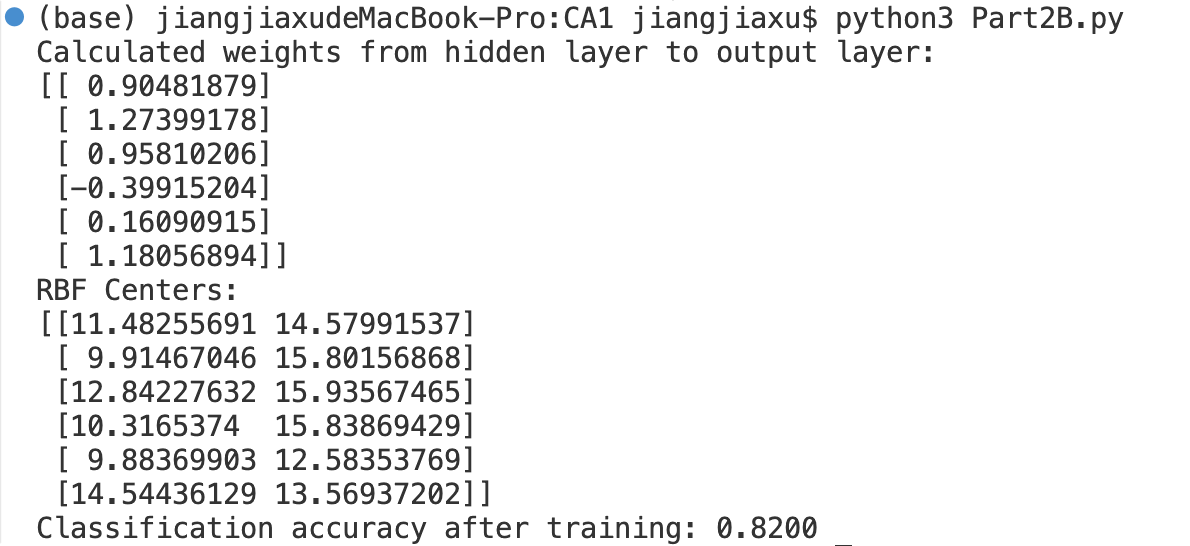 (base) jiangjiaxudeMacBook-Pro:CA1 jiangjiaxu$ python3 Part2B.py
Calculated weights from hidden layer to output layer:
[[ 0.90481879]
 [ 1.27399178]
 [ 0.95810206]
 [-0.39915204]
 [ 0.16090915]
 [ 1.18056894]]
RBF Centers:
[[11.48255691 14.57991537]
 [ 9.91467046 15.80156868]
 [12.84227632 15.93567465]
 [10.3165374  15.83869429]
 [ 9.88369903 12.58353769]
 [14.54436129 13.56937202]]
Classification accuracy after training: 0.8200